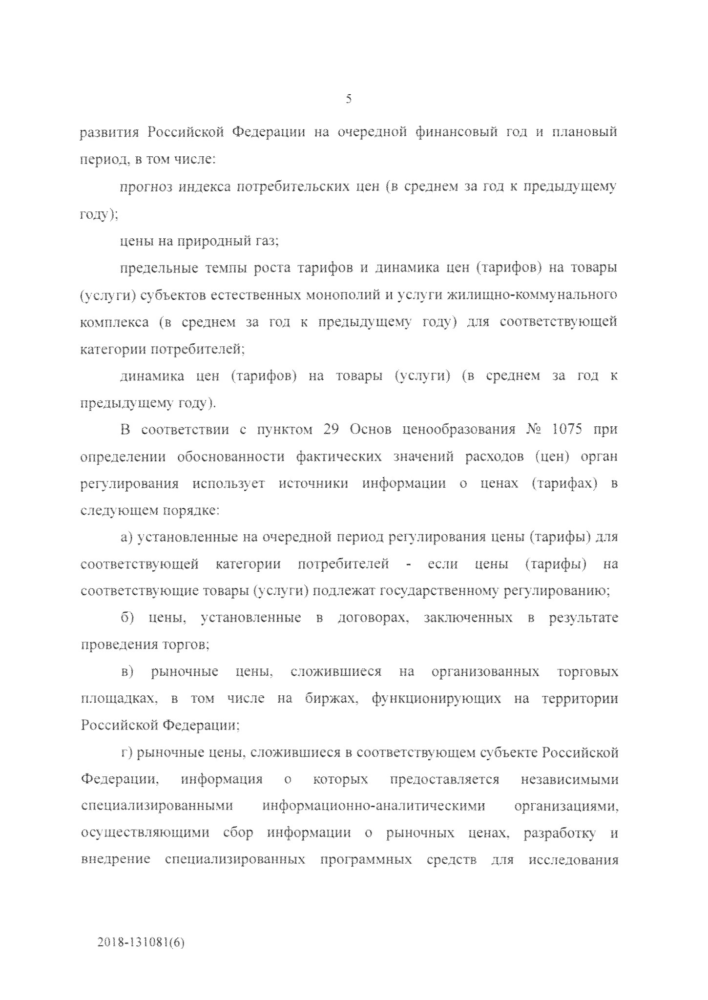 5
развития Российской Федерации на очередной финансовый год и плановый
период, в том числе:
прогноз индекса потребительских цен (в среднем за год к предыдущему
году);
цены на природный газ;
предельные темпы роста тарифов и динамика цен (тарифов) на товары
(услуги) субъектов естественных монополий и услуги жилищно-коммунального
комплекса (в среднем за год к предыдущему году) для соответствующей
категории потребителей;
динамика цен (тарифов) на товары (услуги) (в среднем за год к
предыдущему году).
В соответствии с пунктом 29 Основ ценообразования № 1075 при
определении обоснованности фактических значений расходов (цен) орган
регулирования использует источники информации о ценах (тарифах) в
следующем порядке:
а) установленные на очередной период регулирования цены (тарифы) для
соответствующей категории потребителей - если цены (тарифы) на
соответствующие товары (услуги) подлежат государственному регулированию;
б) цены, установленные в договорах, заключенных в результате
проведения торгов;
в) рыночные цены, сложившиеся на организованных торговых
площадках, в том числе на биржах, функционирующих на территории
Российской Федерации;
г) рыночные цены, сложившиеся в соответствующем субъекте Российской
Федерации, информация о которых предоставляется независимыми
специализированными информационно-аналитическими организациями,
осуществляющими сбор информации о рыночных ценах, разработку и
внедрение специализированных программных средств для исследования
2018-131081(6)